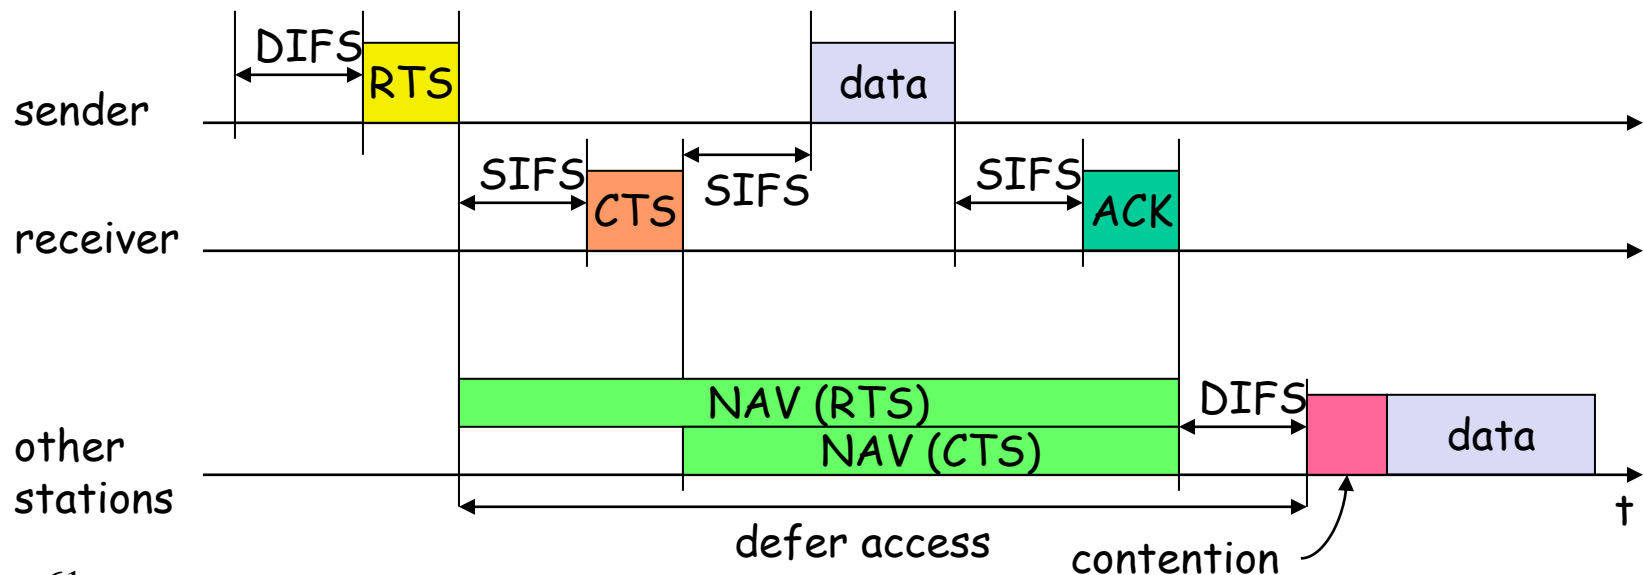 DIFS
RTS
data
sender
SIFS
CTS
SIFS
SIFS
ACK
receiver
NAV (RTS)
DIFS
NAV (CTS)
data
other
stations
t
defer access
contention